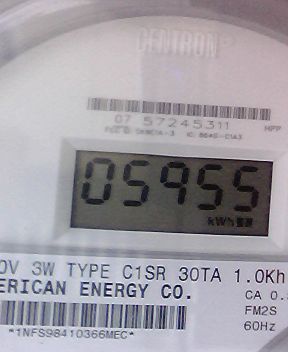 CENTRON®
07 57245311
05955
kWh
0V 3W TYPE C1SR 30TA 1.0Kh
ERICAN ENERGY CO.
CA 0.
FM2S
60Hz
*1NFS98410366MEC*